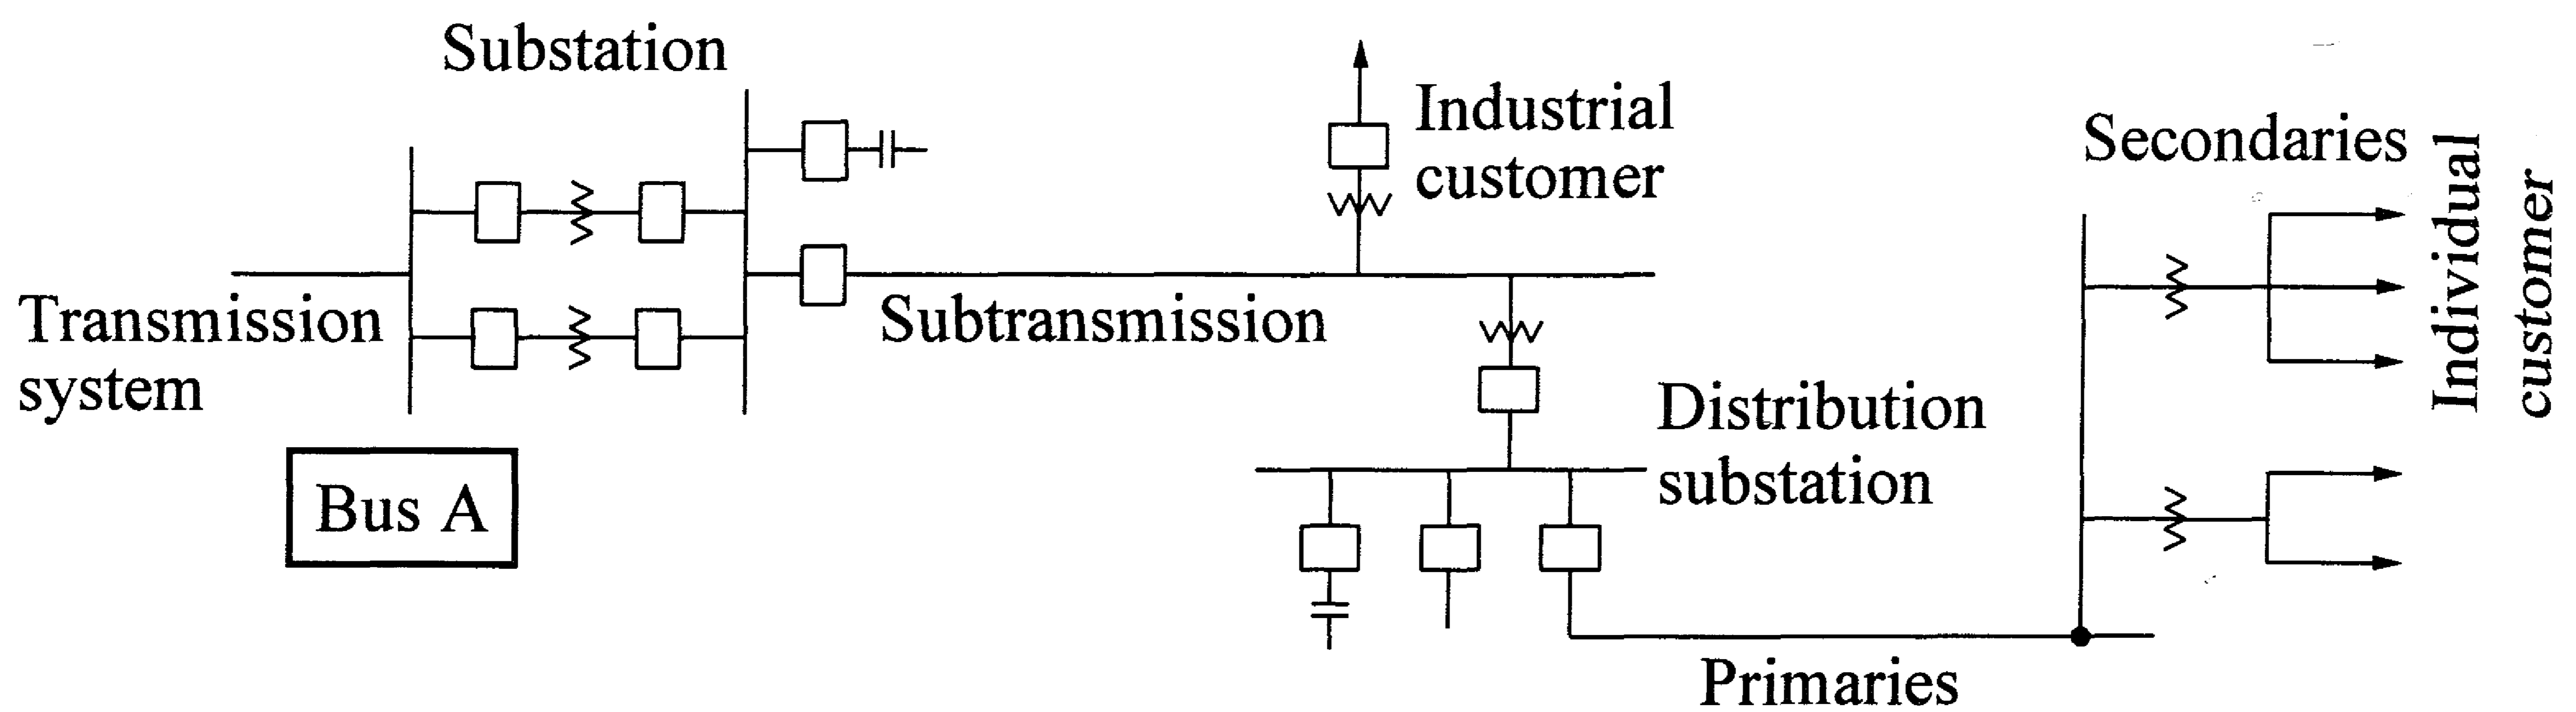 Substation
Transmission
system
Bus A
Subtransmission
Industrial
customer
Distribution
substation
Primaries
Secondaries
Individual
customer